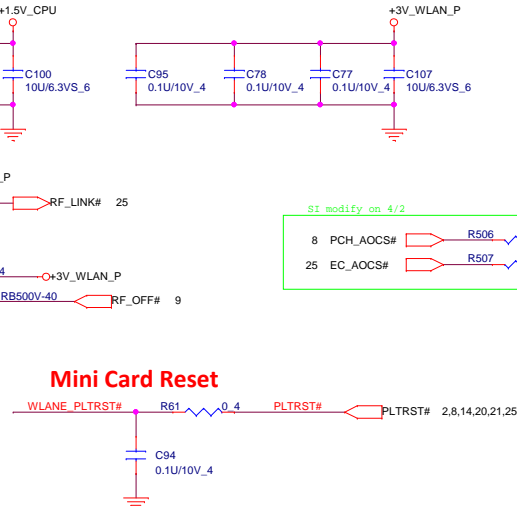 +1.5V_CPU
+3V_WLAN_P
C100
10U/6.3VS_6
C95
0.1U/10V_4
C78
0.1U/10V_4
C77
0.1U/10V_4
C107
10U/6.3VS_6
_P
RF_LINK# 25
ST modify on 4/2
8 PCH_AOCS# R506
25 EC_AOCS# R507
4
+3V_WLAN_P
RB500V-40 RF_OFF# 9
Mini Card Reset
WLANE_PLTRST# R61 0_4 PLTRST# PLTRST# 2,8,14,20,21,25
C94
0.1U/10V_4